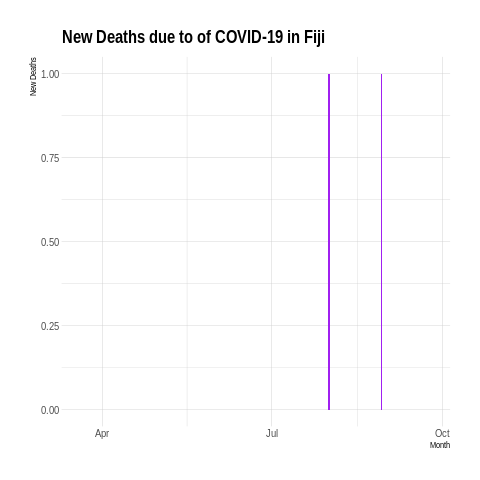 New Deaths due to of COVID-19 in Fiji
New Deaths
1.00
0.75
0.50
0.25
0.00
Apr
Jul
Oct
Month